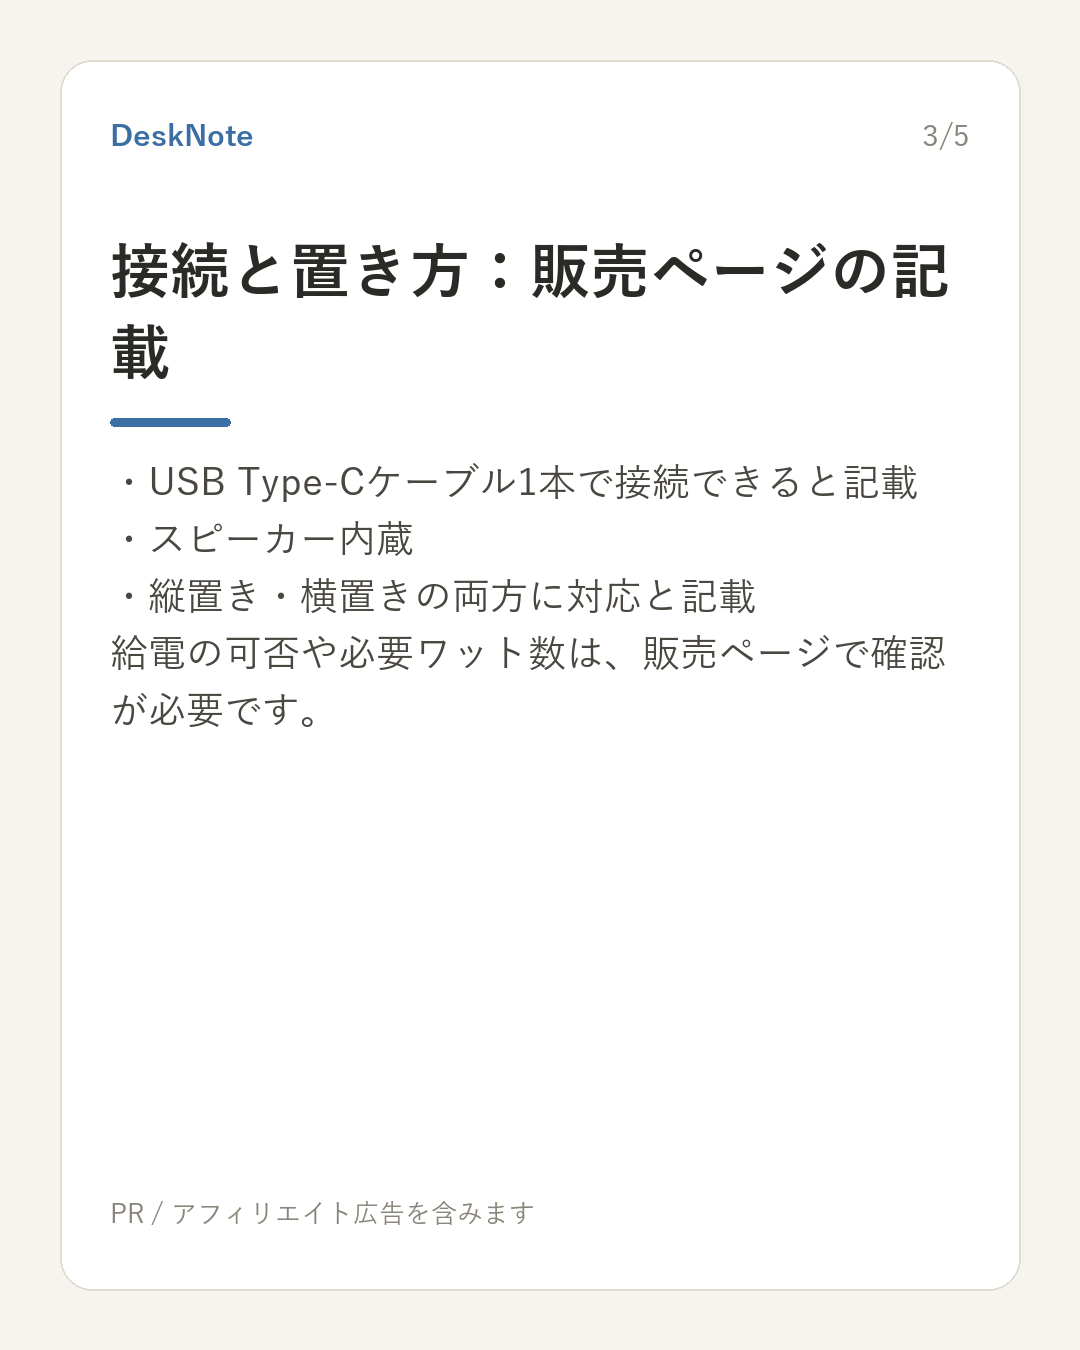 DeskNote
3/5
接続と置き方：販売ページの記
載
・USB Type-Cケーブル1本で接続できると記載
・スピーカー内蔵
・縦置き・横置きの両方に対応と記載
給電の可否や必要ワット数は、販売ページで確認
が必要です。
PR / アフィリエイト広告を含みます